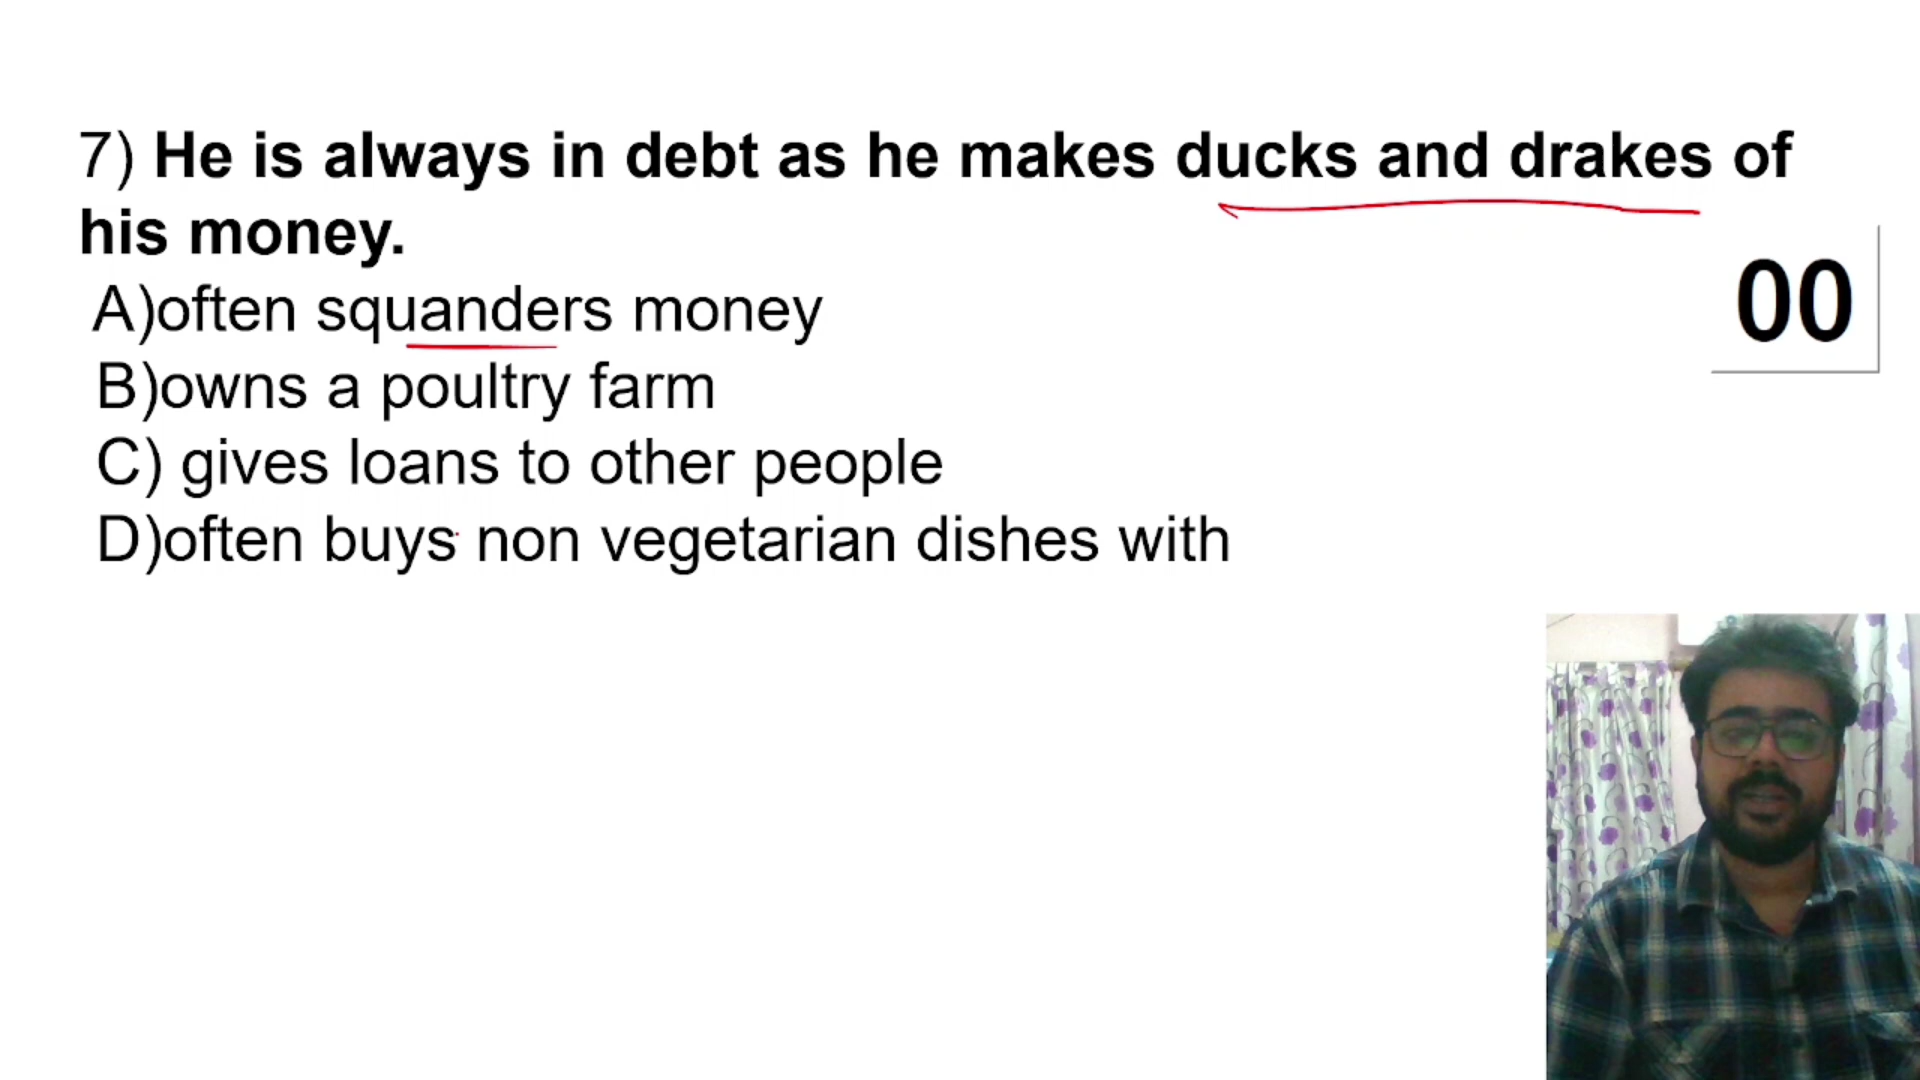 7) He is always in debt as he makes ducks and drakes of
his money.
A)often squanders money
00
B)owns a poultry farm
C) gives loans to other people
D)often buys non vegetarian dishes with